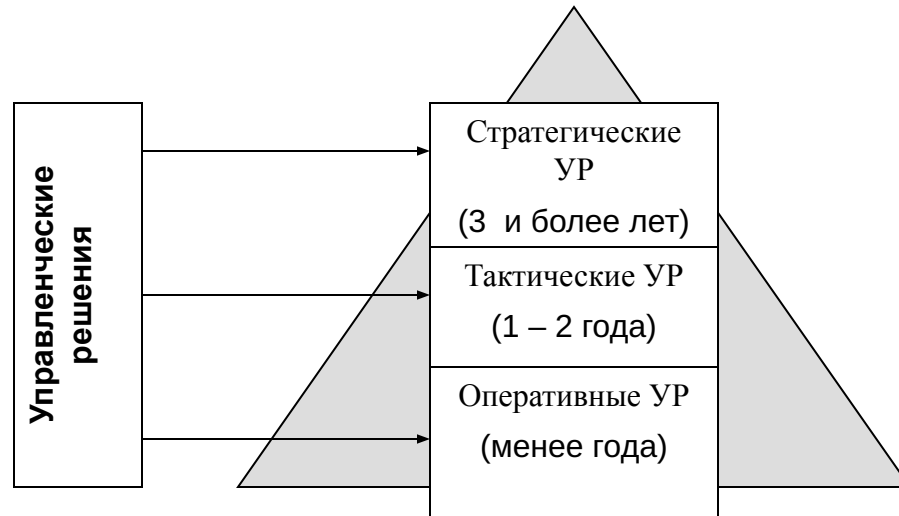 Управленческие
решения
Стратегические
УР
(3 и более лет)
Тактические УР
(1 – 2 года)
Оперативные УР
(менее года)